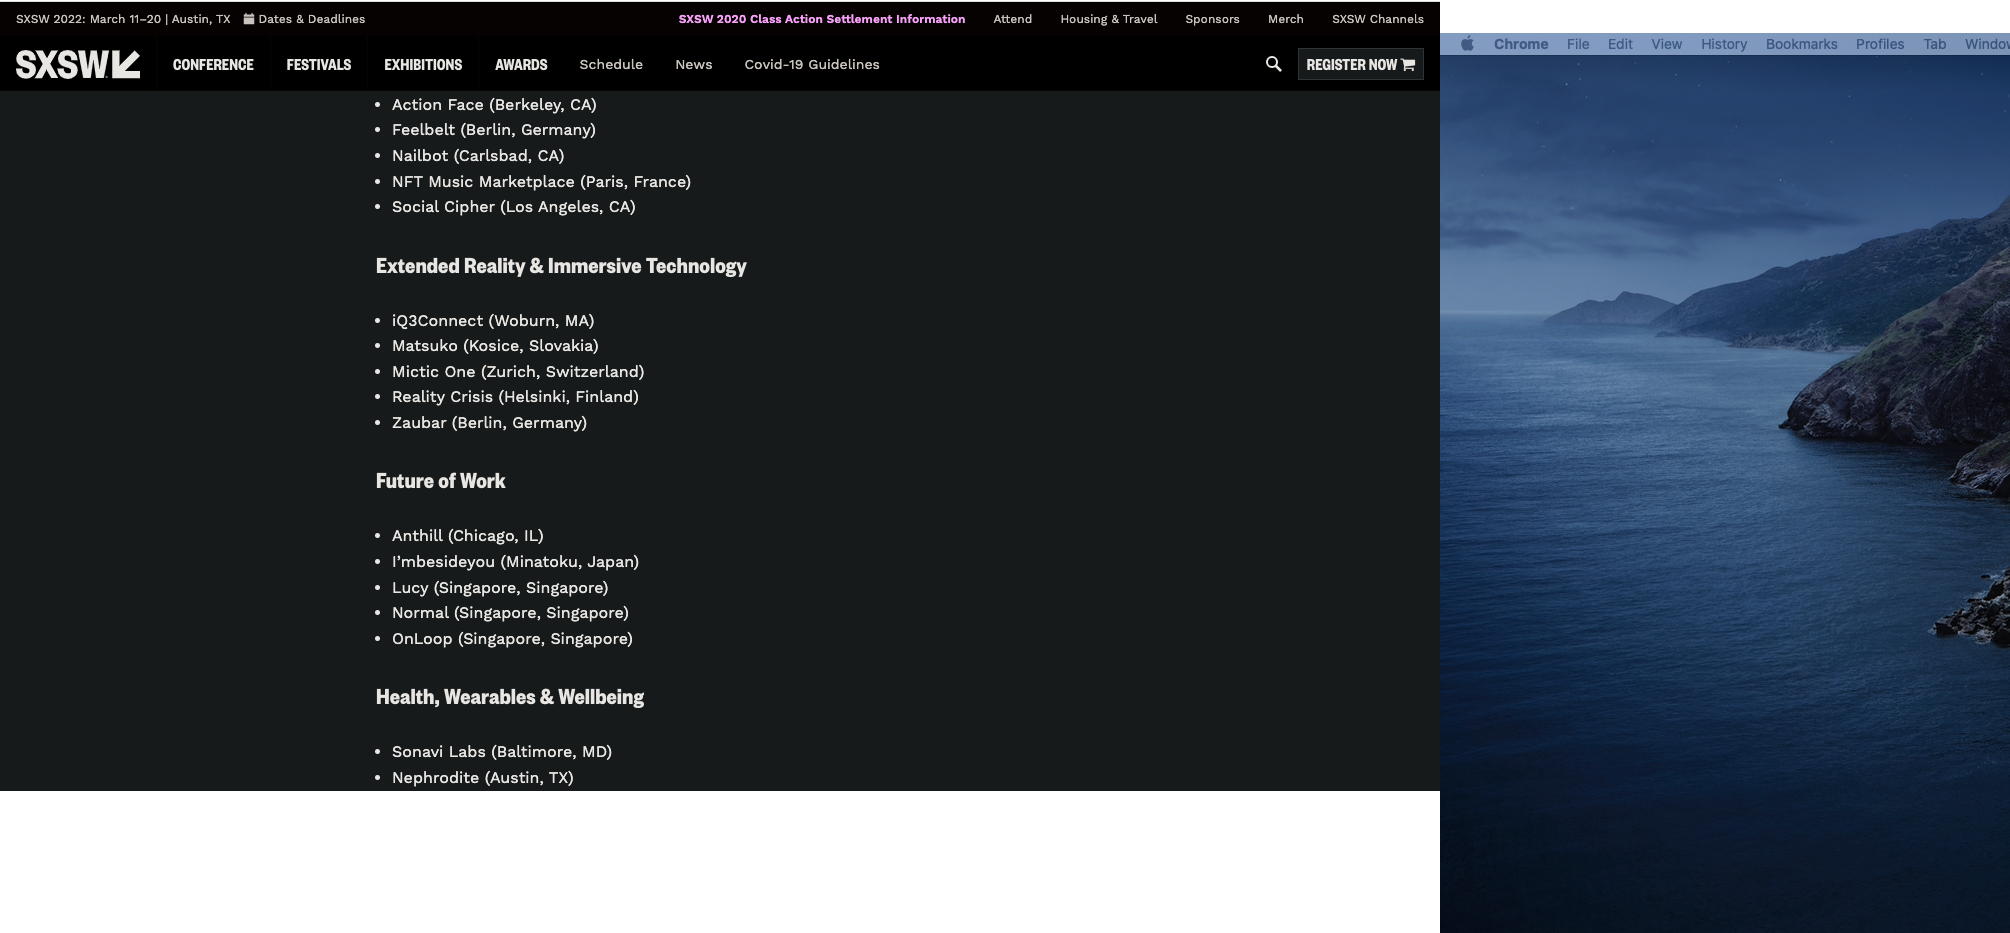 SXSW 2022: March 11–20 | Austin, TX Dates & Deadlines SXSW 2020 Class Action Settlement Information Attend Housing & Travel Sponsors Merch SXSW Channels
SXSW CONFERENCE FESTIVALS EXHIBITIONS AWARDS Schedule News Covid-19 Guidelines REGISTER NOW
• Action Face (Berkeley, CA)
• Feelbelt (Berlin, Germany)
• Nailbot (Carlsbad, CA)
• NFT Music Marketplace (Paris, France)
• Social Cipher (Los Angeles, CA)
Extended Reality & Immersive Technology
• iQ3Connect (Woburn, MA)
• Matsuko (Kosice, Slovakia)
• Mictic One (Zurich, Switzerland)
• Reality Crisis (Helsinki, Finland)
• Zaubar (Berlin, Germany)
Future of Work
• Anthill (Chicago, IL)
• I’mbesideyou (Minatoku, Japan)
• Lucy (Singapore, Singapore)
• Normal (Singapore, Singapore)
• OnLoop (Singapore, Singapore)
Health, Wearables & Wellbeing
• Sonavi Labs (Baltimore, MD)
• Nephrodite (Austin, TX)
Chrome File Edit View History Bookmarks Profiles Tab Window